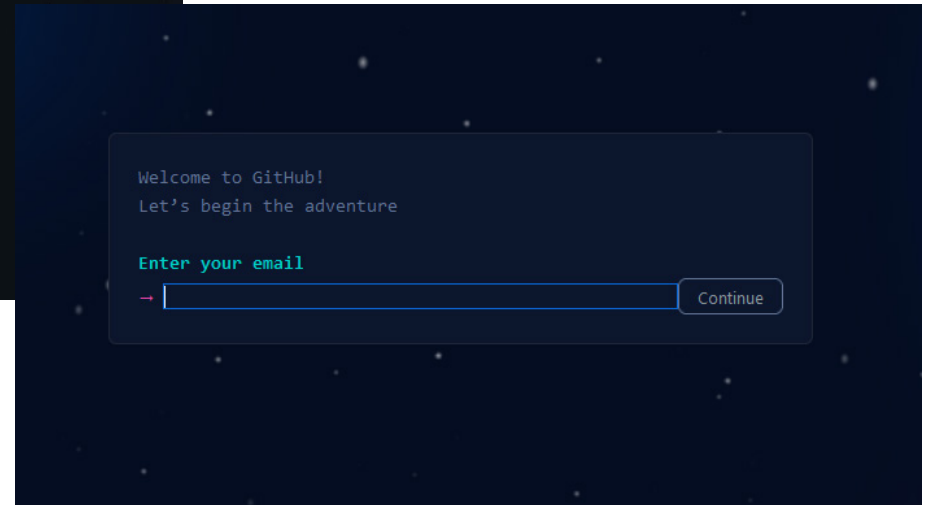 Welcome to GitHub!
Let’s begin the adventure
Enter your email
→ Continue